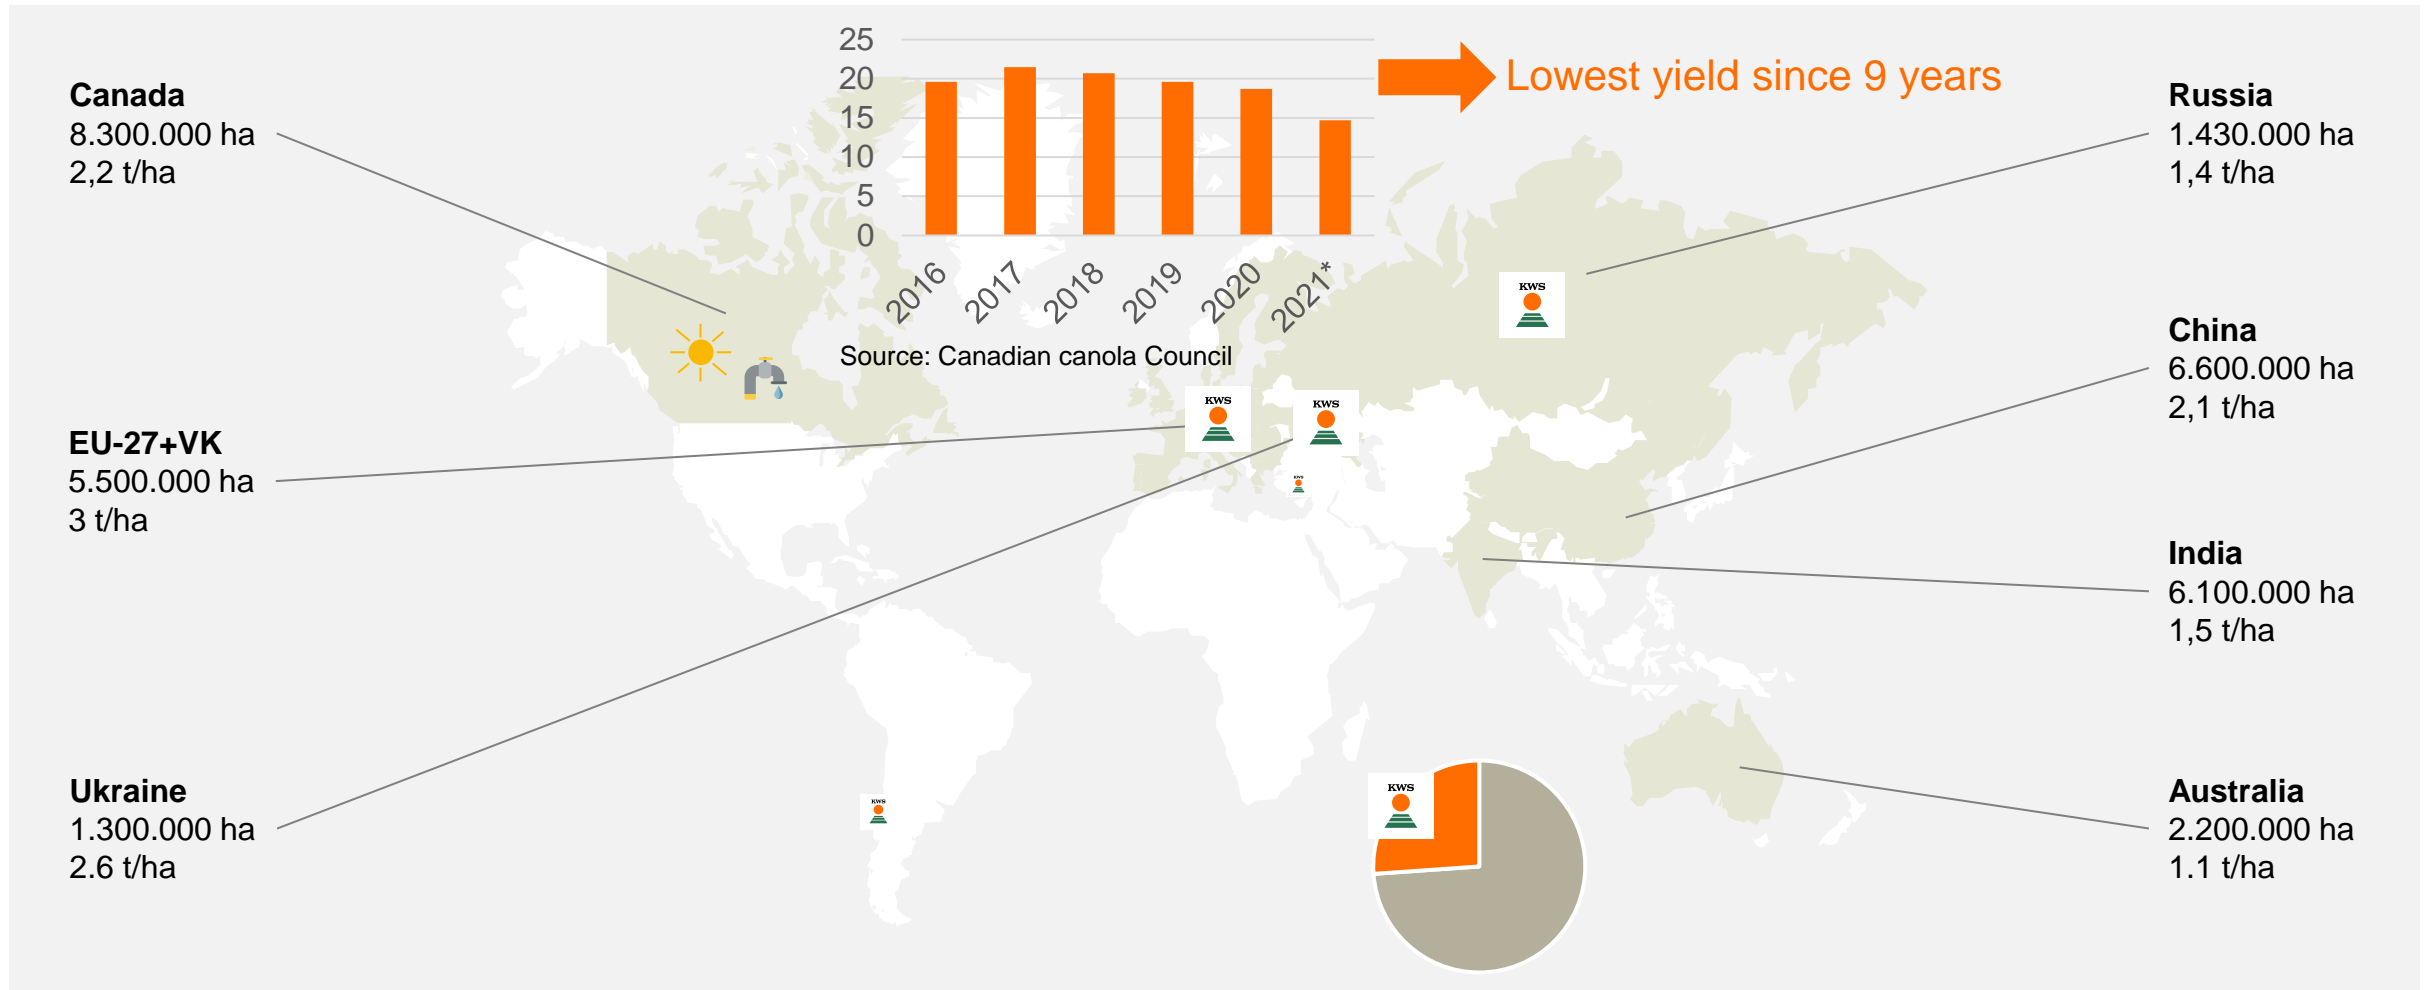 25
20
15
10
5
0
2016
2017
2018
2019
2020
2021*
Source: Canadian canola Council
Lowest yield since 9 years
Canada
8.300.000 ha
2,2 t/ha
EU-27+VK
5.500.000 ha
3 t/ha
Ukraine
1.300.000 ha
2.6 t/ha
Russia
1.430.000 ha
1,4 t/ha
China
6.600.000 ha
2,1 t/ha
India
6.100.000 ha
1,5 t/ha
Australia
2.200.000 ha
1.1 t/ha
KWS
KWS
KWS
KWS
KWS
KWS